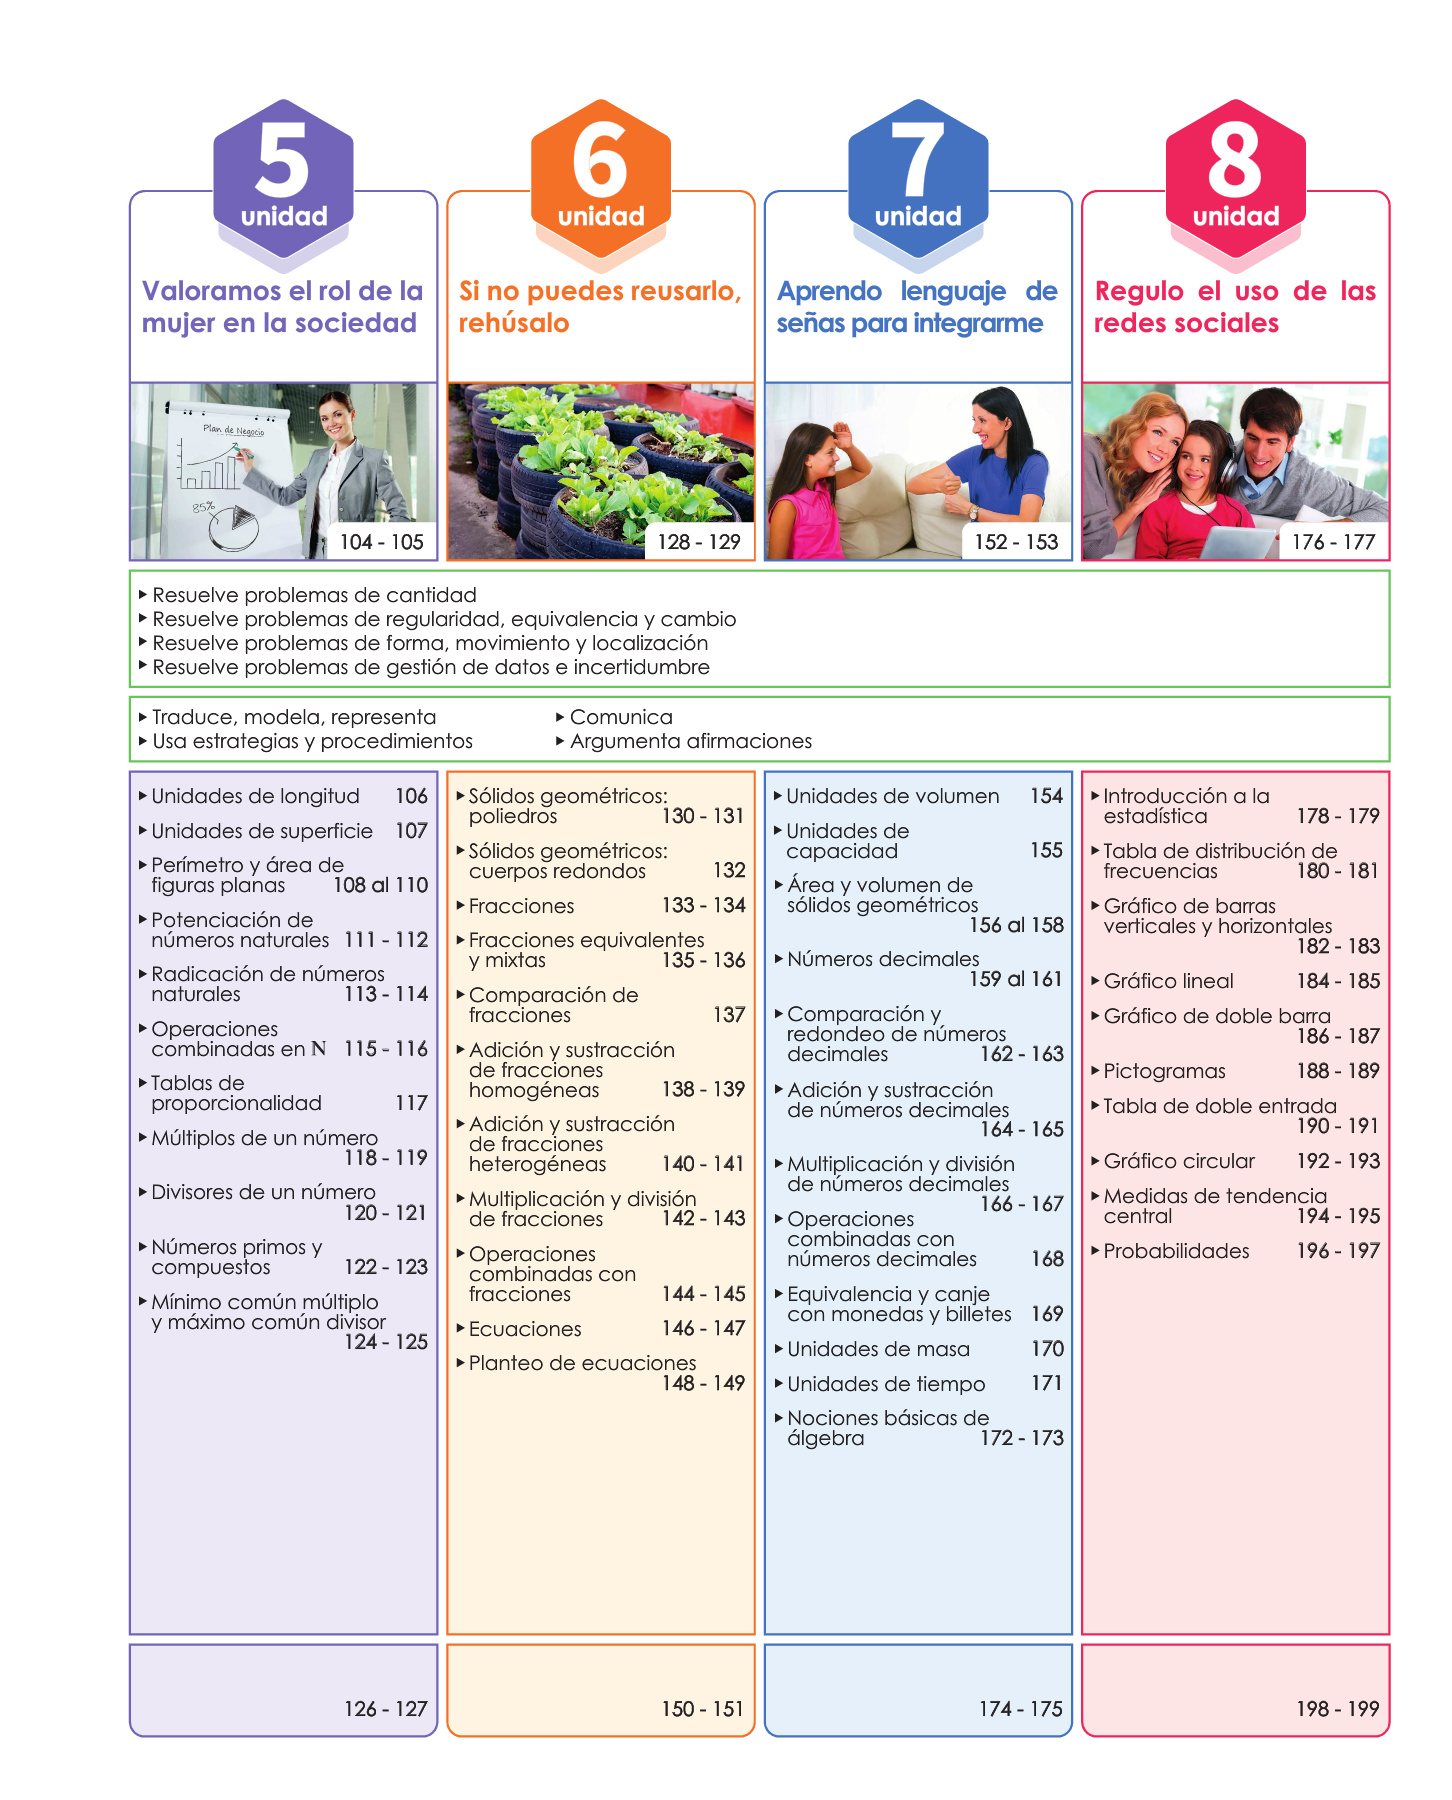 5
unidad
Valoramos el rol de la
mujer en la sociedad
Plan de Negocio
85%
104 - 105
6
unidad
Si no puedes reusarlo,
rehúsalo
128 - 129
7
unidad
Aprendo lenguaje de
señas para integrarme
152 - 153
8
unidad
Regulo el uso de las
redes sociales
176 - 177
Resuelve problemas de cantidad
Resuelve problemas de regularidad, equivalencia y cambio
Resuelve problemas de forma, movimiento y localización
Resuelve problemas de gestión de datos e incertidumbre
Traduce, modela, representa
Usa estrategias y procedimientos
Comunica
Argumenta afirmaciones
Unidades de longitud 106
Unidades de superficie 107
Perímetro y área de
figuras planas 108 al 110
Potenciación de
números naturales 111 - 112
Radicación de números
naturales 113 - 114
Operaciones
combinadas en N 115 - 116
Tablas de
proporcionalidad 117
Múltiplos de un número
118 - 119
Divisores de un número
120 - 121
Números primos y
compuestos 122 - 123
Mínimo común múltiplo
y máximo común divisor
124 - 125
126 - 127
Sólidos geométricos:
poliedros 130 - 131
Sólidos geométricos:
cuerpos redondos 132
Fracciones 133 - 134
Fracciones equivalentes
y mixtas 135 - 136
Comparación de
fracciones 137
Adición y sustracción
de fracciones
homogéneas 138 - 139
Adición y sustracción
de fracciones
heterogéneas 140 - 141
Multiplicación y división
de fracciones 142 - 143
Operaciones
combinadas con
fracciones 144 - 145
Ecuaciones 146 - 147
Planteo de ecuaciones
148 - 149
150 - 151
Unidades de volumen 154
Unidades de
capacidad 155
Área y volumen de
sólidos geométricos
156 al 158
Números decimales
159 al 161
Comparación y
redondeo de números
decimales 162 - 163
Adición y sustracción
de números decimales
164 - 165
Multiplicación y división
de números decimales
166 - 167
Operaciones
combinadas con
números decimales 168
Equivalencia y canje
con monedas y billetes 169
Unidades de masa 170
Unidades de tiempo 171
Nociones básicas de
álgebra 172 - 173
174 - 175
Introducción a la
estadística 178 - 179
Tabla de distribución de
frecuencias 180 - 181
Gráfico de barras
verticales y horizontales
182 - 183
Gráfico lineal 184 - 185
Gráfico de doble barra
186 - 187
Pictogramas 188 - 189
Tabla de doble entrada
190 - 191
Gráfico circular 192 - 193
Medidas de tendencia
central 194 - 195
Probabilidades 196 - 197
198 - 199